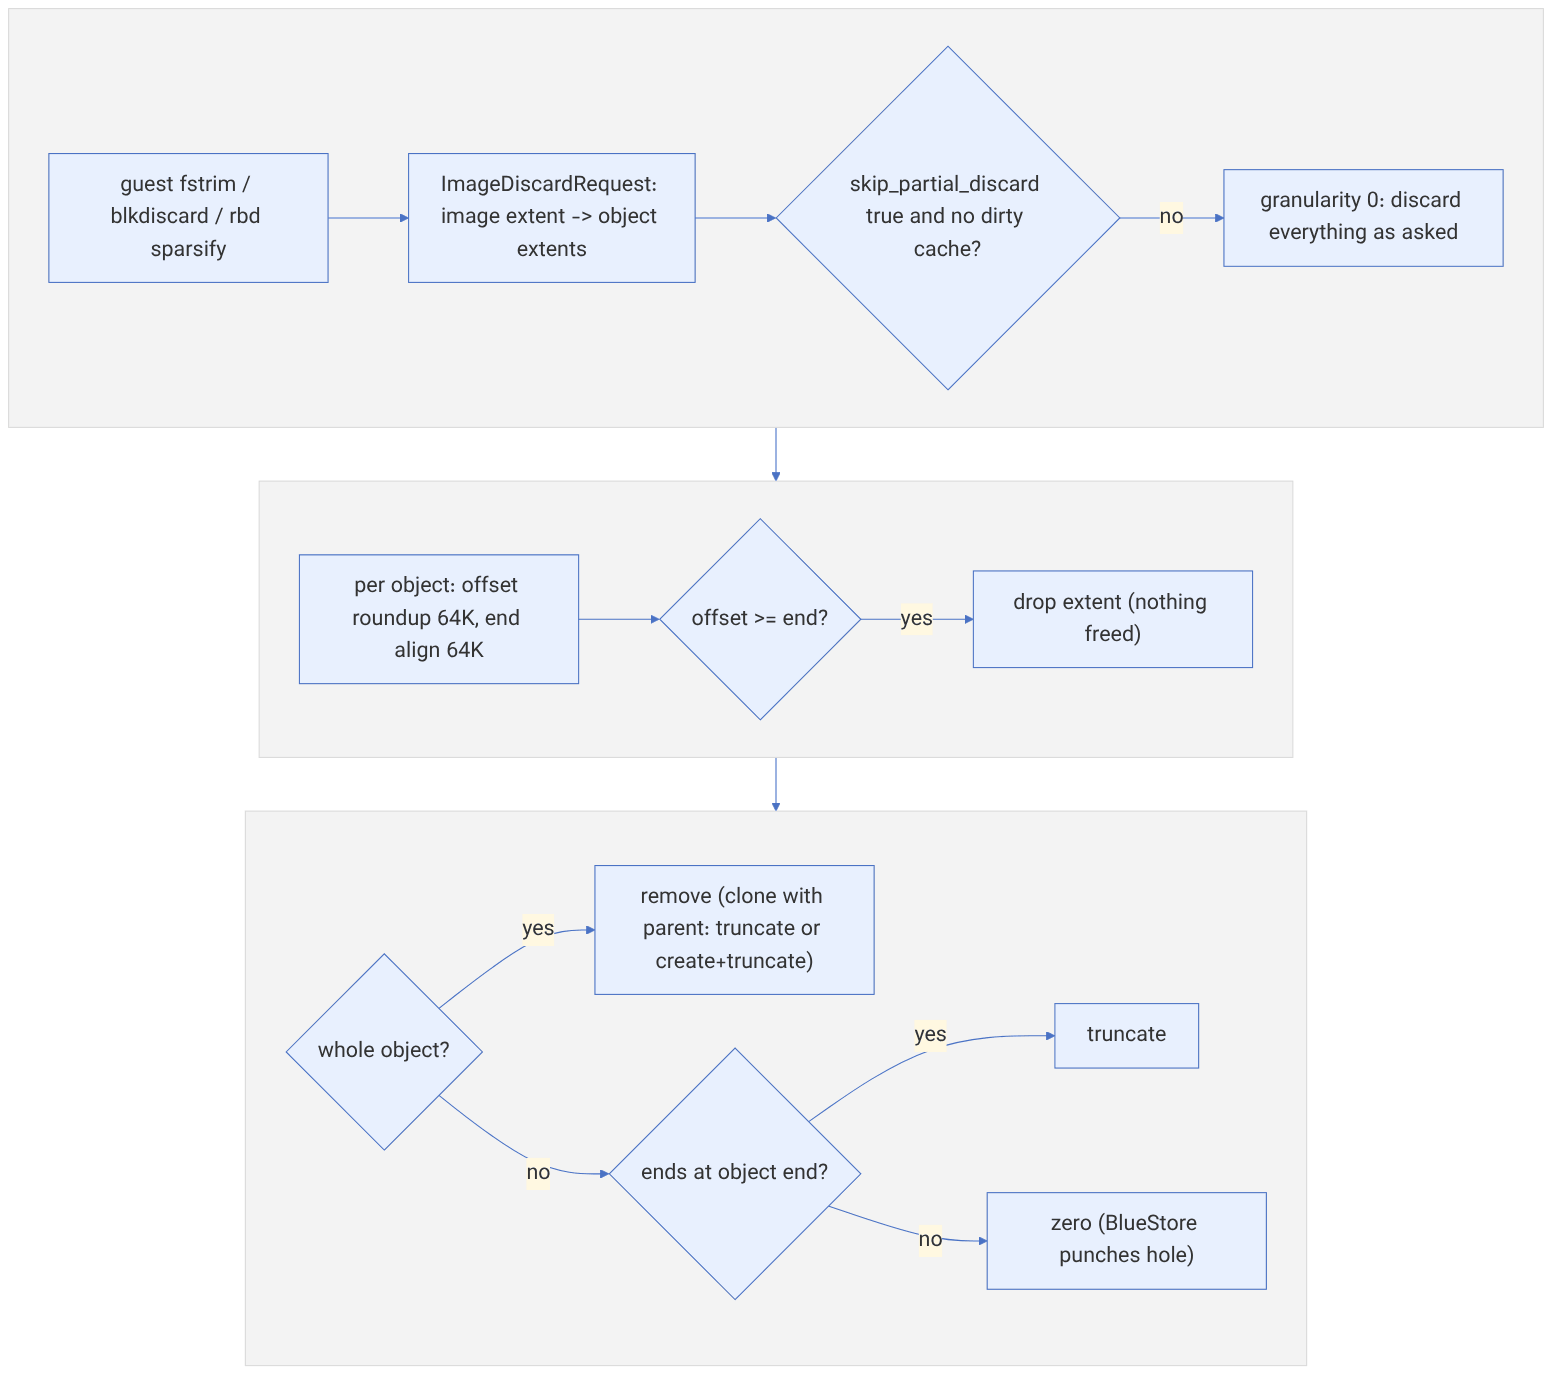 guest fstrim /
blkdiscard / rbd
sparsify
ImageDiscardRequest:
image extent -> object
extents
skip_partial_discard
true and no dirty
cache?
no
granularity 0: discard
everything as asked
per object: offset
roundup 64K, end
align 64K
offset >= end?
yes
drop extent (nothing
freed)
whole object?
yes
remove (clone with
parent: truncate or
create+truncate)
no
ends at object end?
yes
truncate
no
zero (BlueStore
punches hole)